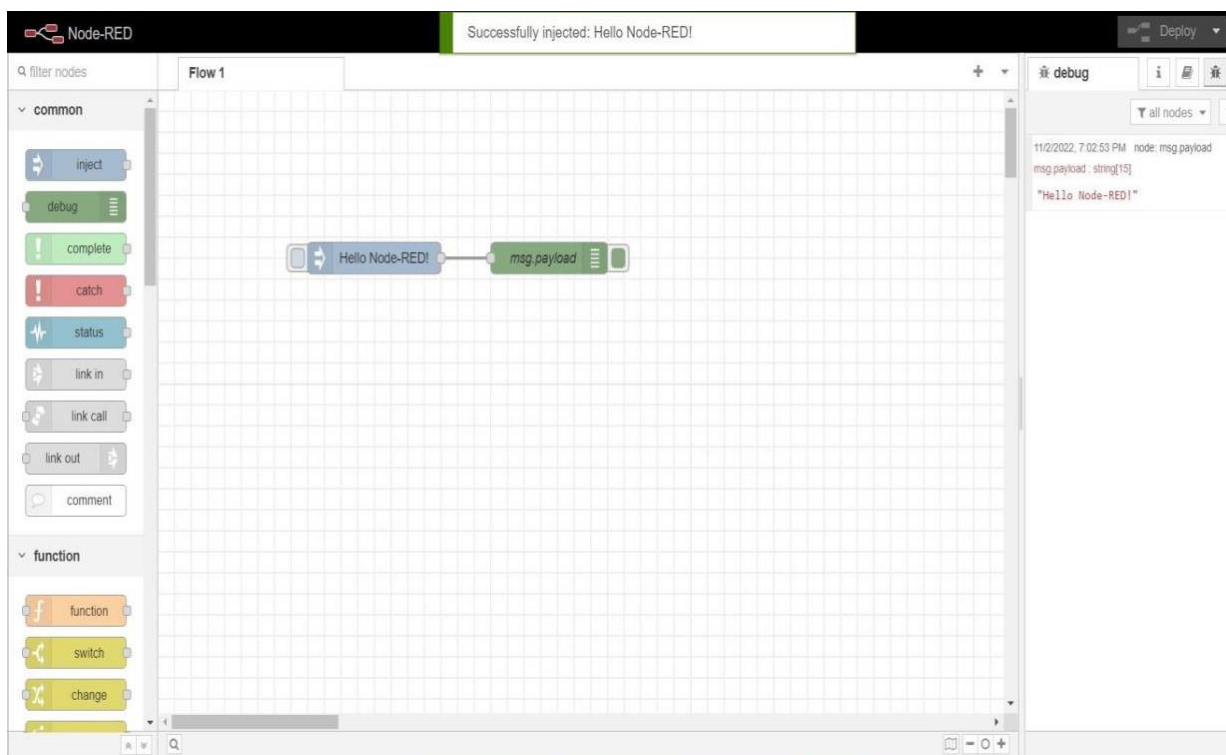 Node-RED
Successfully injected: Hello Node-RED!
Deploy
filter nodes
Flow 1
debug
i
common
all nodes
inject
debug
complete
catch
status
link in
link call
link out
comment
function
function
switch
change
Hello Node-RED!
msg.payload
11/2/2022, 7:02:53 PM node: msg.payload
msg.payload : string[15]
"Hello Node-RED!"